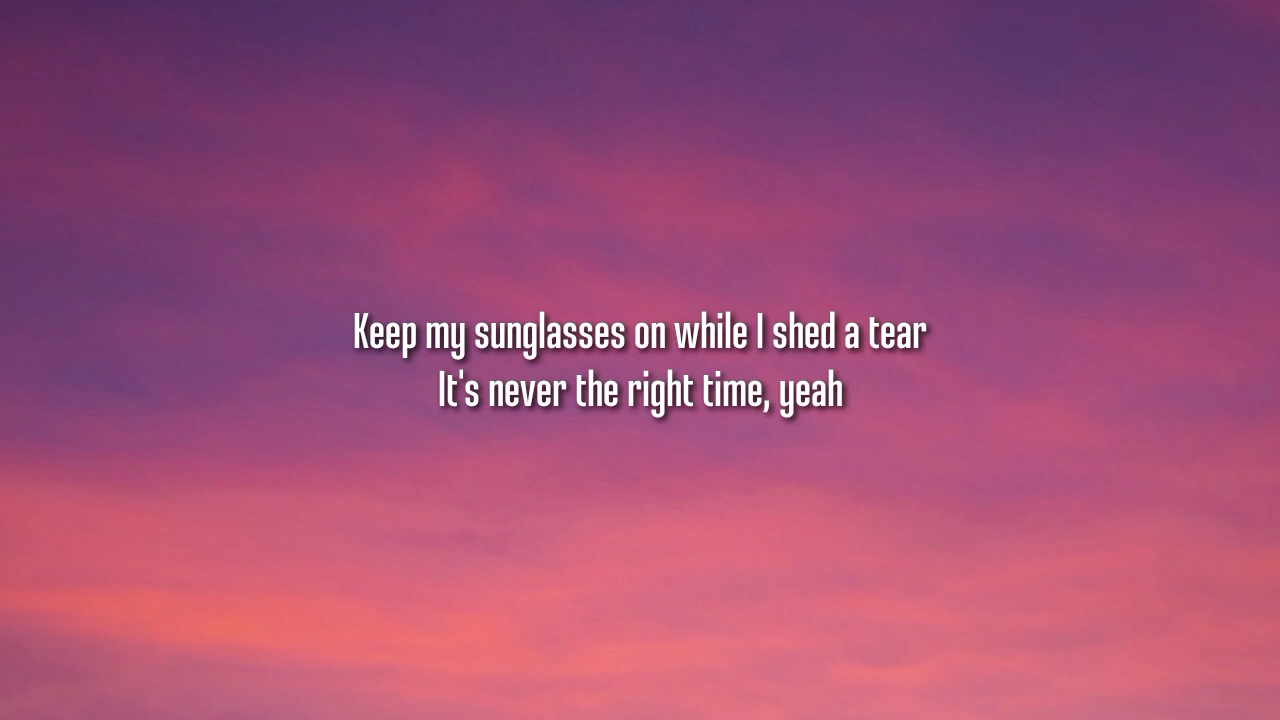 Keep my sunglasses on while I shed a tear
It's never the right time, yeah